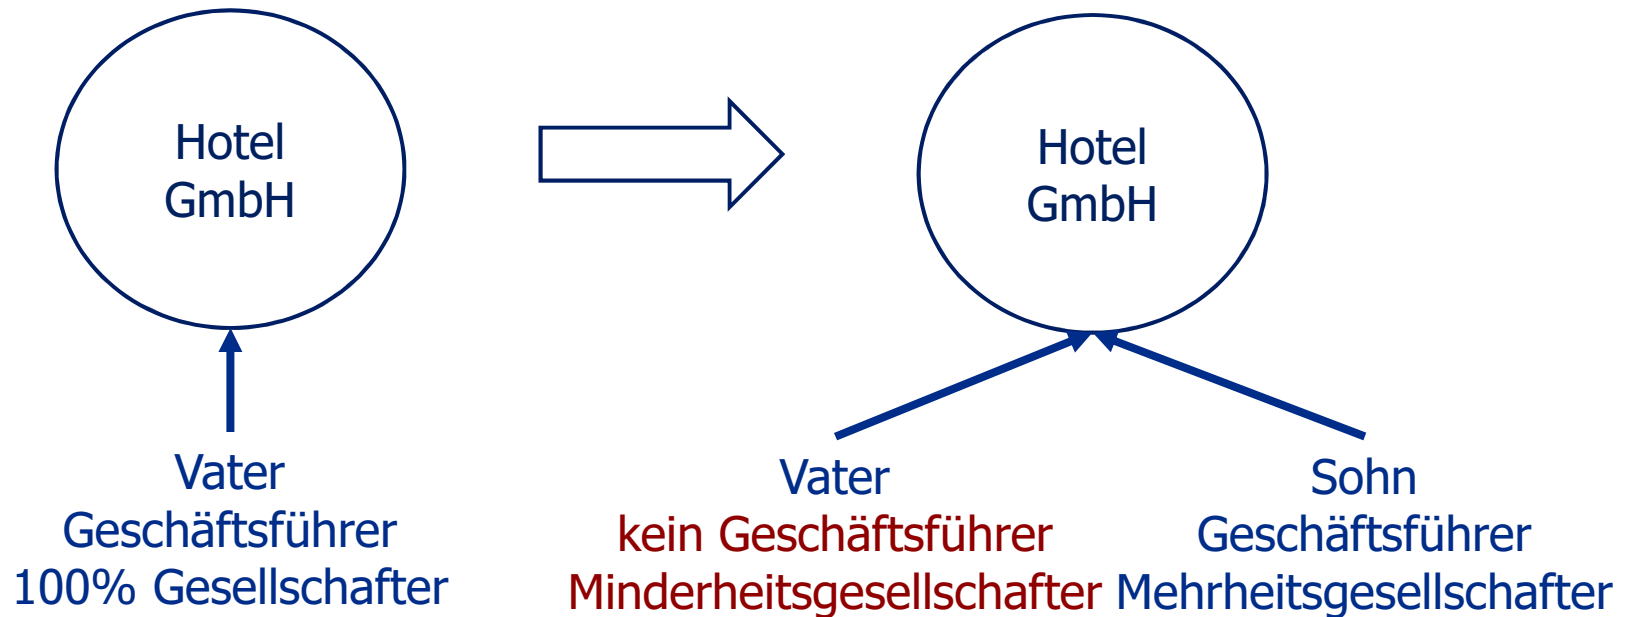 Hotel
GmbH
Hotel
GmbH
Vater
Geschäftsführer
100% Gesellschafter
Vater
kein Geschäftsführer
Minderheitsgesellschafter
Sohn
Geschäftsführer
Mehrheitsgesellschafter